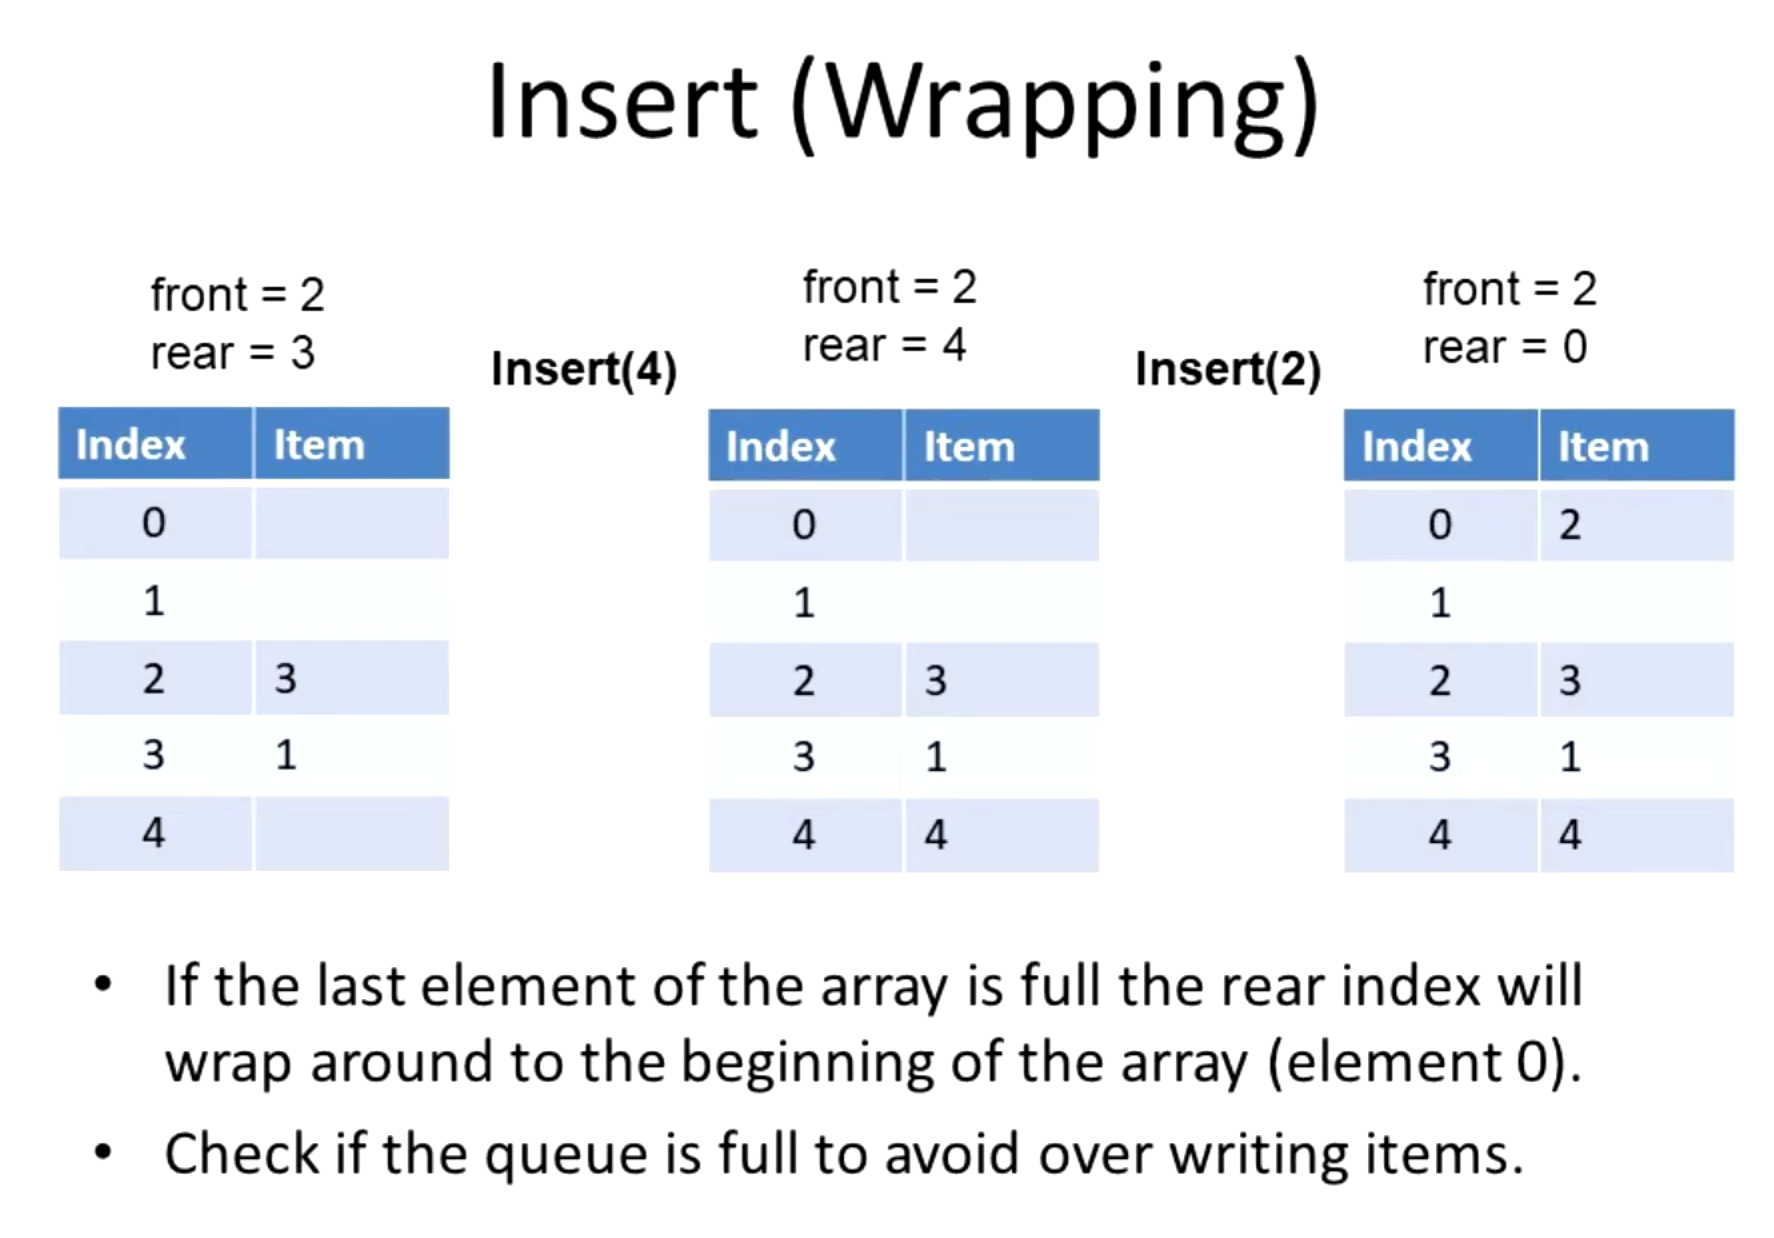 Insert (Wrapping)
front = 2
rear = 3
Index Item
0
1
2 3
3 1
4
Insert(4)
front = 2
rear = 4
Index Item
0
1
2 3
3 1
4 4
Insert(2)
front = 2
rear = 0
Index Item
0 2
1
2 3
3 1
4 4
• If the last element of the array is full the rear index will
wrap around to the beginning of the array (element 0).
• Check if the queue is full to avoid over writing items.